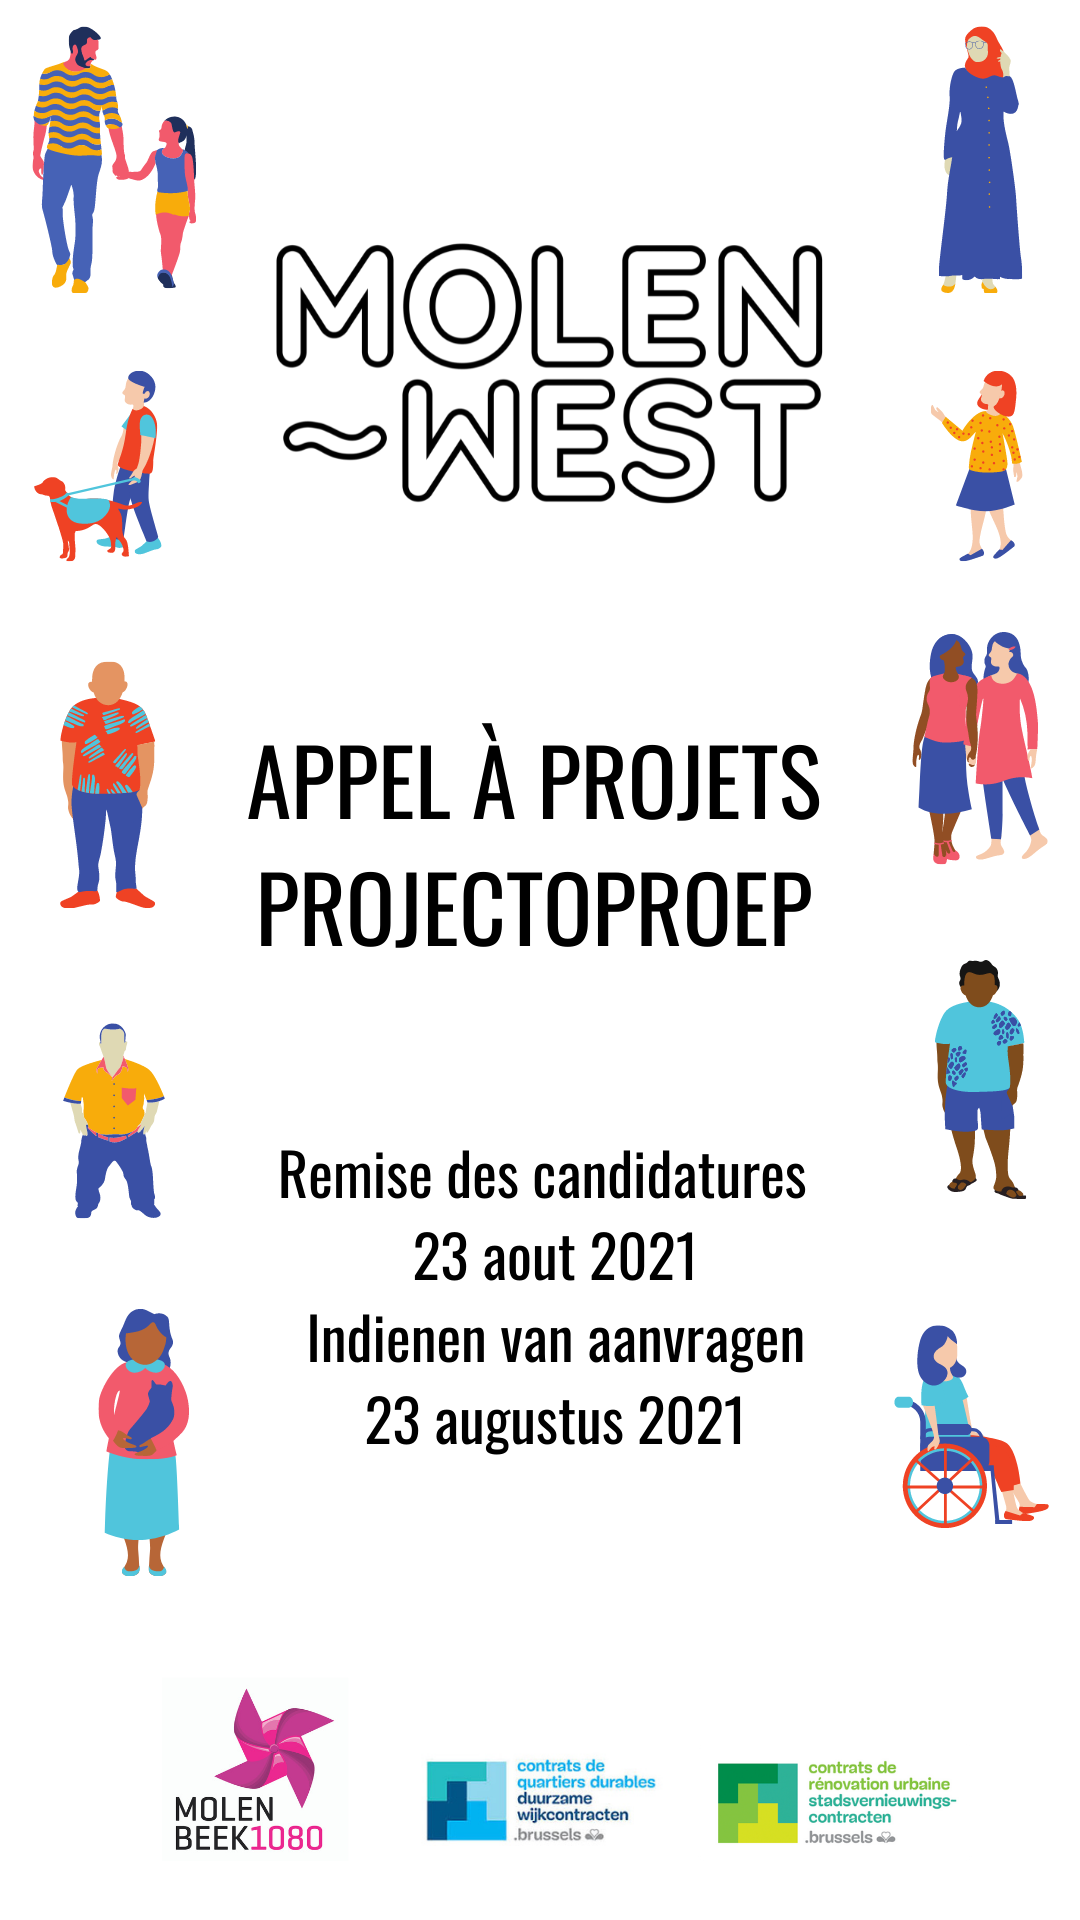 MOLEN
~WEST
APPEL À PROJETS
PROJECTOPROEP
Remise des candidatures
23 aout 2021
Indienen van aanvragen
23 augustus 2021
MOLEN
BEEK1080
contrats de
quartiers durables
duurzame
wijkcontracten
.brussels
contrats de
rénovation urbaine
stadsvernieuwings-
contracten
.brussels